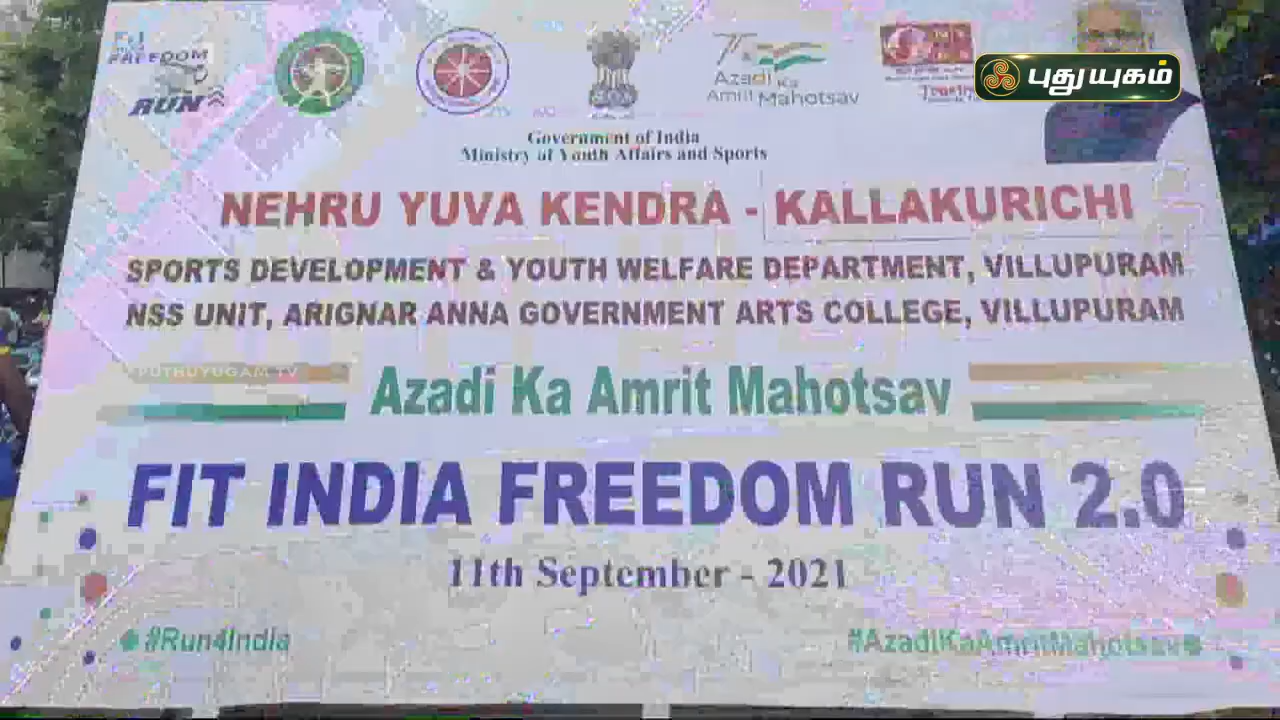 FIT
FREEDOM
RUN
75
Azadi Ka
Amrit Mahotsav
புதுயுகம்
Government of India
Ministry of Youth Affairs and Sports
NEHRU YUVA KENDRA - KALLAKURICHI
SPORTS DEVELOPMENT & YOUTH WELFARE DEPARTMENT, VILLUPURAM
NSS UNIT, ARIGNAR ANNA GOVERNMENT ARTS COLLEGE, VILLUPURAM
PUTHUYUGAM TV
Azadi Ka Amrit Mahotsav
FIT INDIA FREEDOM RUN 2.0
11th September - 2021
#Run4India
#AzadiKaAmritMahotsav